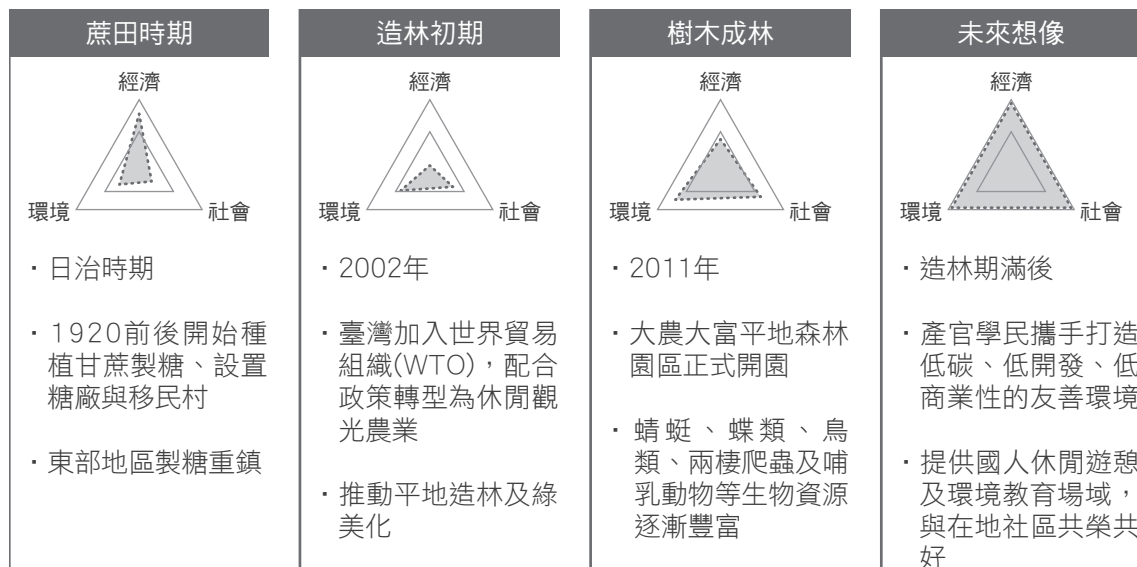 蔗田時期
經濟
環境
社會
・日治時期
・1920前後開始種
植甘蔗製糖、設置
糖廠與移民村
・東部地區製糖重鎮
造林初期
經濟
環境
社會
・2002年
・臺灣加入世界貿易
組織(WTO)，配合
政策轉型為休閒觀
光農業
・推動平地造林及綠
美化
樹木成林
經濟
環境
社會
・2011年
・大農大富平地森林
園區正式開園
・蜻蜓、蝶類、鳥
類、兩棲爬蟲及哺
乳動物等生物資源
逐漸豐富
未來想像
經濟
環境
社會
・造林期滿後
・產官學民攜手打造
低碳、低開發、低
商業性的友善環境
・提供國人休閒遊憩
及環境教育場域，
與在地社區共榮共
好